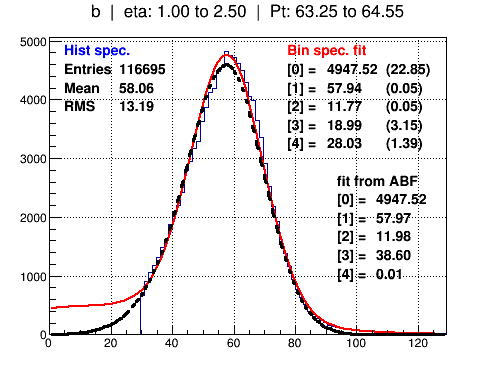 b | eta: 1.00 to 2.50 | Pt: 63.25 to 64.55
Hist spec.
Entries 116695
Mean 58.06
RMS 13.19
Bin spec. fit
[0] = 4947.52 (22.85)
[1] = 57.94 (0.05)
[2] = 11.77 (0.05)
[3] = 18.99 (3.15)
[4] = 28.03 (1.39)
fit from ABF
[0] = 4947.52
[1] = 57.97
[2] = 11.98
[3] = 38.60
[4] = 0.01
5000
4000
3000
2000
1000
0
0 20 40 60 80 100 120